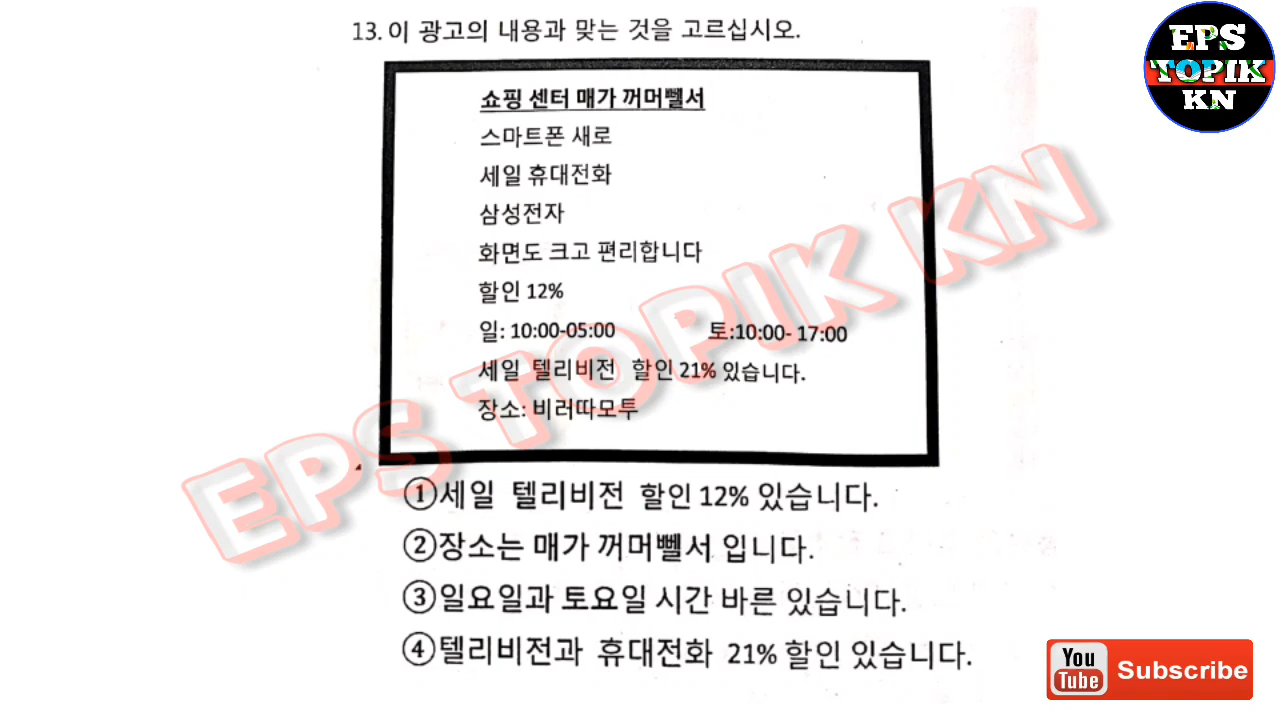 13. 이 광고의 내용과 맞는 것을 고르십시오.
쇼핑 센터 매가 꺼머뻴서
스마트폰 새로
세일 휴대전화
삼성전자
화면도 크고 편리합니다
할인 12%
일: 10:00-05:00 토:10:00- 17:00
세일 텔리비전 할인 21% 있습니다.
장소: 비러따모투
①세일 텔리비전 할인 12% 있습니다.
②장소는 매가 꺼머뻴서 입니다.
③일요일과 토요일 시간 바른 있습니다.
④텔리비전과 휴대전화 21% 할인 있습니다.
EPS TOPIK KN
EPS
TOPIK
KN
You
Tube
Subscribe